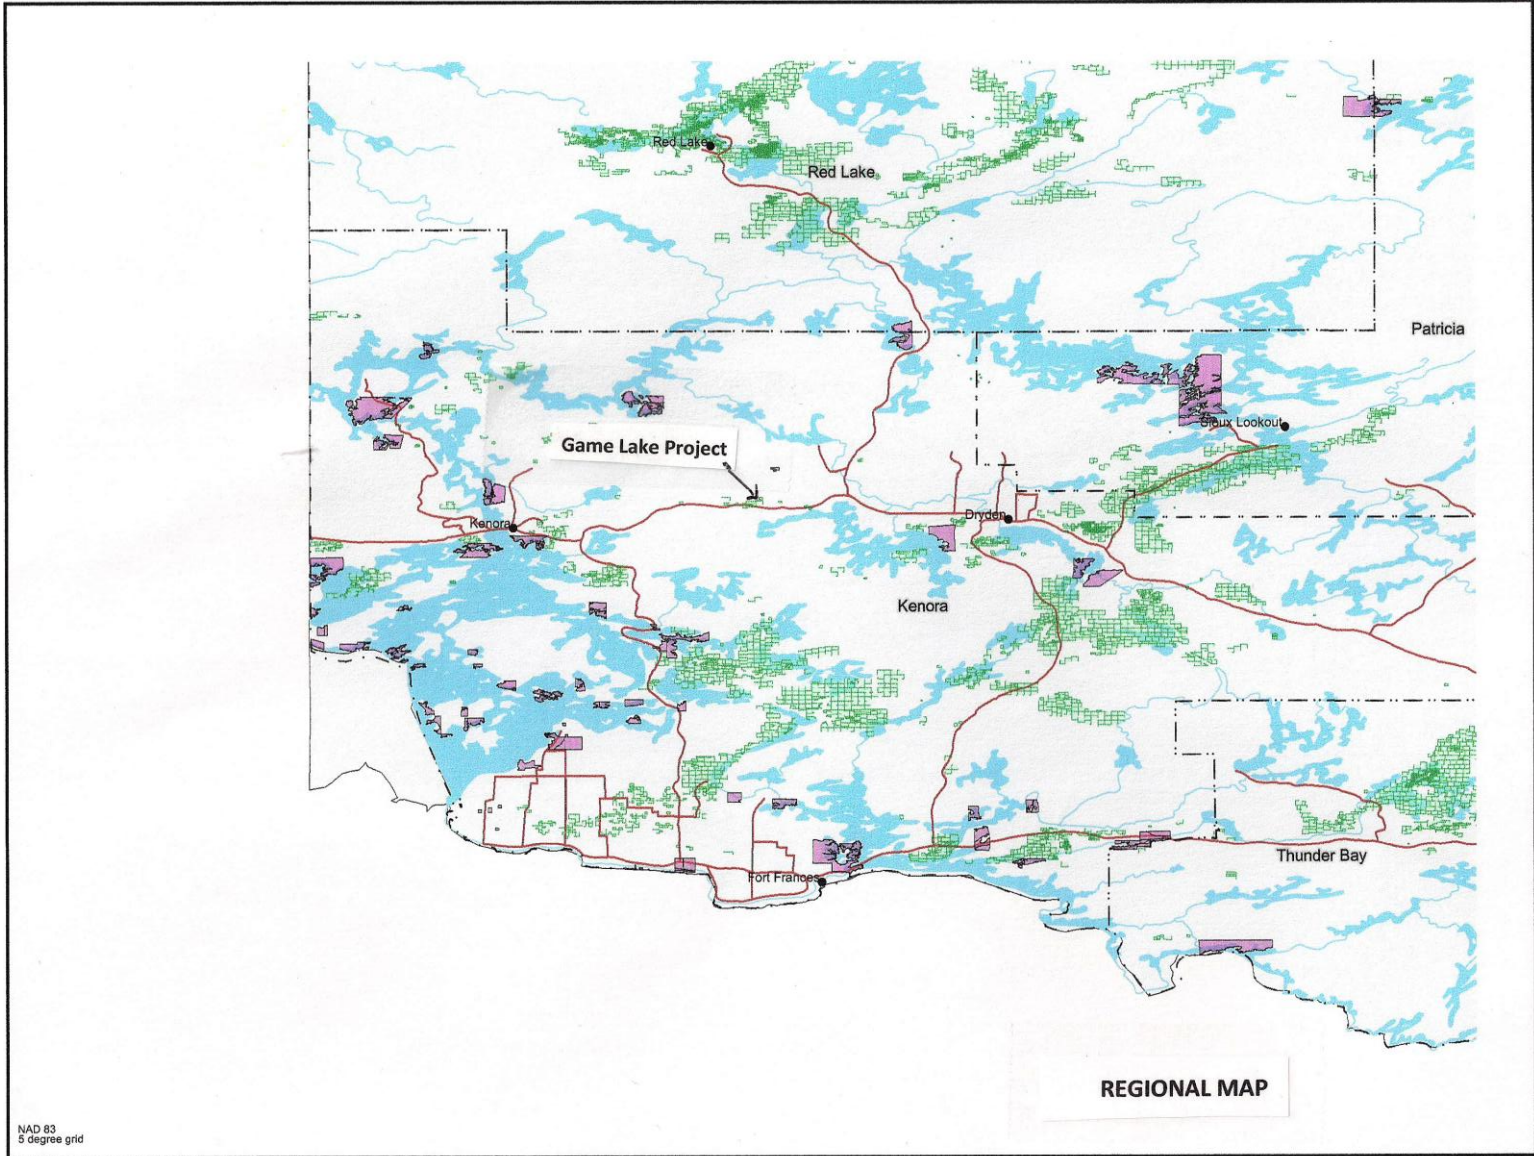 Red Lake
Red Lake
Patricia
Sioux Lookout
Game Lake Project
Kenora
Dryden
Kenora
Thunder Bay
Fort Frances
REGIONAL MAP
NAD 83
5 degree grid